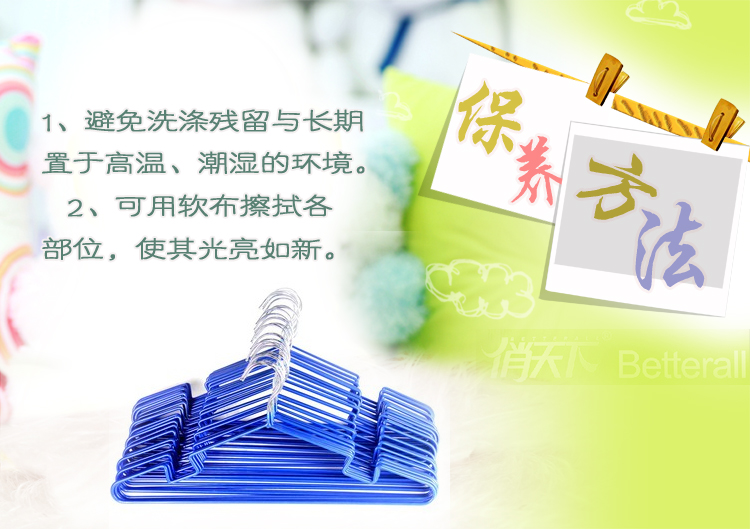 保养
方法
1、避免洗涤残留与长期
置于高温、潮湿的环境。
2、可用软布擦拭各
部位，使其光亮如新。
俏天下 Betterall